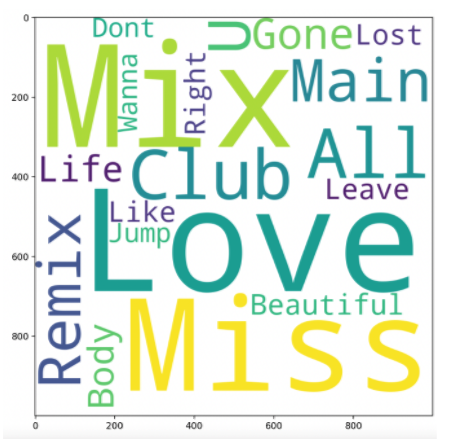 0
200
400
600
800
0 200 400 600 800
Dont
U
Gone
Lost
Mix
Wanna
Right
Main
Life
Club
All
Leave
Like
Jump
Love
Remix
Beautiful
Body
Miss